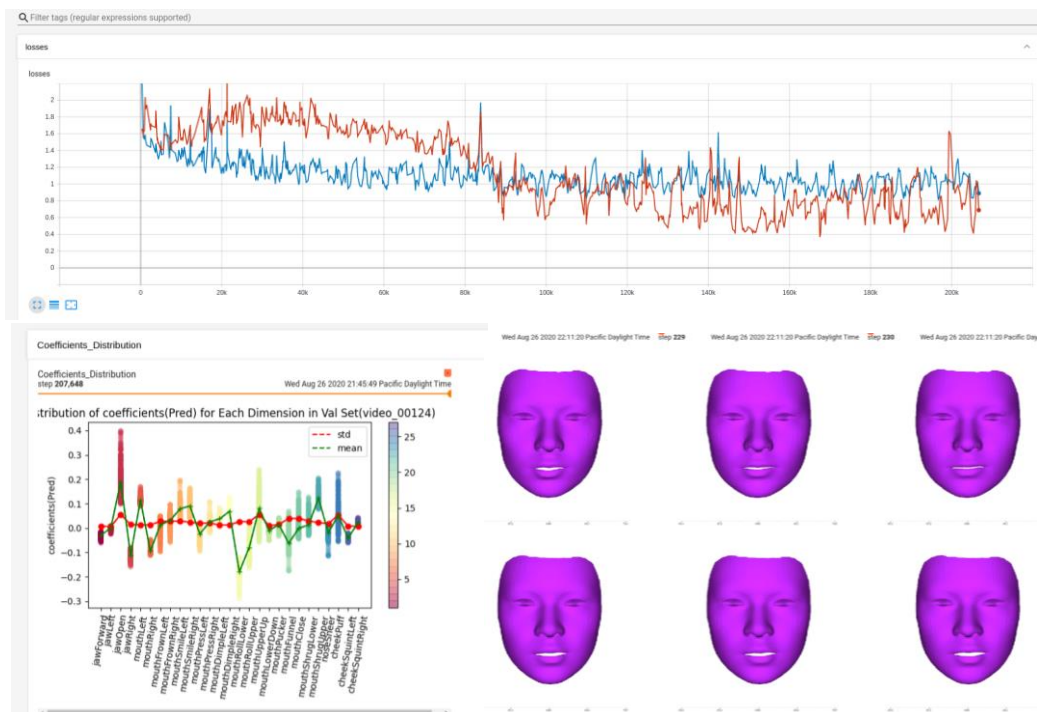 Filter tags (regular expressions supported)
losses
losses
2
1.8
1.6
1.4
1.2
1
0.8
0.6
0.4
0.2
0
0 20k 40k 60k 80k 100k 120k 140k 160k 180k 200k
Coefficients_Distribution
Coefficients_Distribution
step 207,648 Wed Aug 26 2020 21:45:49 Pacific Daylight Time
stribution of coefficients(Pred) for Each Dimension in Val Set(video_00124)
coefficients(Pred)
0.4
0.3
0.2
0.1
0.0
−0.1
−0.2
−0.3
std
mean
25
20
15
10
5
jawForward
jawLeft
jawOpen
jawRight
mouthLeft
mouthRight
mouthFrownLeft
mouthFrownRight
mouthSmileLeft
mouthSmileRight
mouthPressLeft
mouthPressRight
mouthDimpleLeft
mouthDimpleRight
mouthRollLower
mouthRollUpper
mouthUpperUp
mouthLowerDown
mouthPucker
mouthFunnel
mouthClose
mouthShrugLower
mouthShrugUpper
noseSneer
cheekPuff
cheekSquintLeft
cheekSquintRight
Wed Aug 26 2020 22:11:20 Pacific Daylight Time step 229 Wed Aug 26 2020 22:11:20 Pacific Daylight Time step 230 Wed Aug 26 2020 22:11:20 Pacific Day